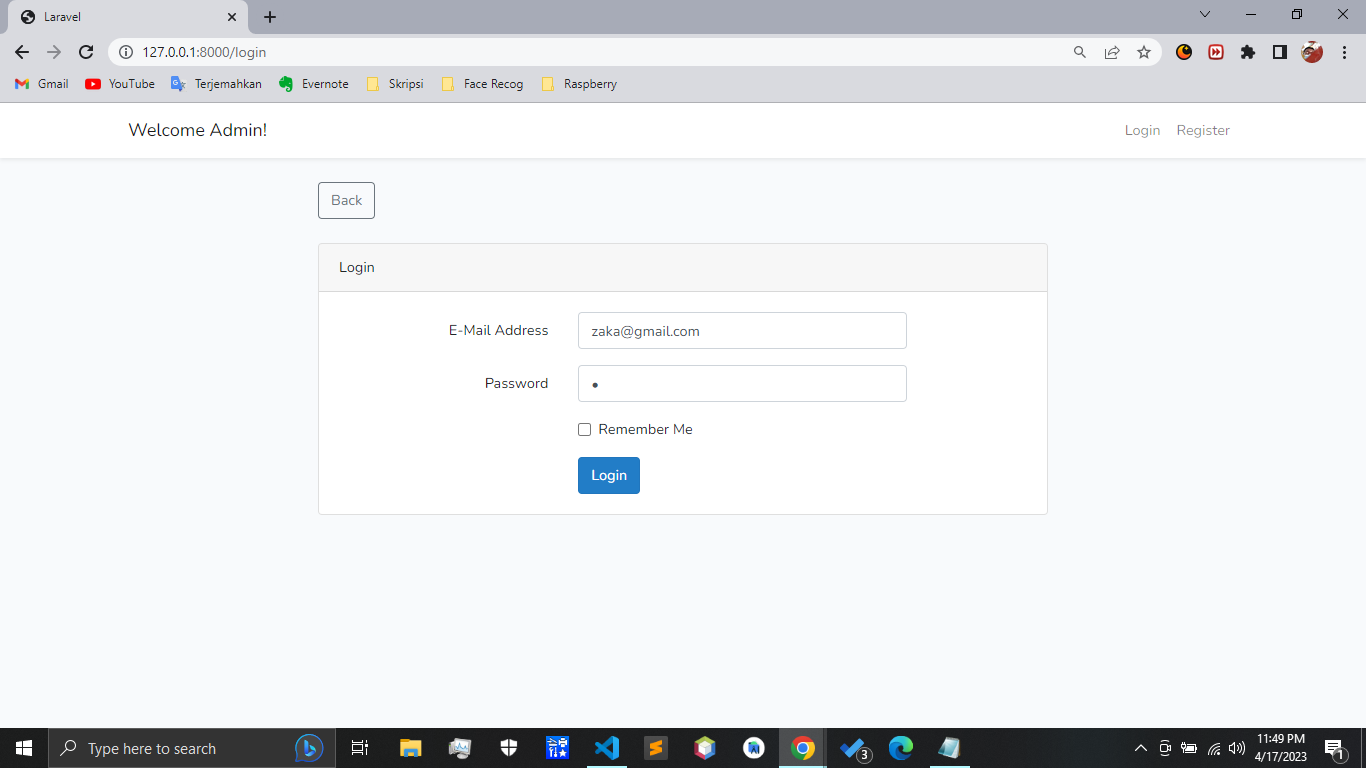 Laravel
127.0.0.1:8000/login
Gmail YouTube Terjemahkan Evernote Skripsi Face Recog Raspberry
Welcome Admin! Login Register
Back
Login
E-Mail Address zaka@gmail.com
Password •
Remember Me
Login
Type here to search
3
11:49 PM
4/17/2023
1